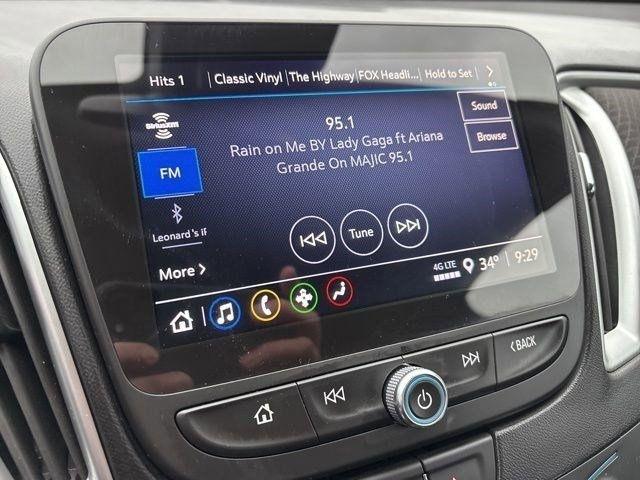 Hits 1 Classic Vinyl The Highway FOX Headli... Hold to Set
SiriusXM
95.1
Sound
Rain on Me BY Lady Gaga ft Ariana
Grande On MAJIC 95.1
Browse
FM
Leonard's iP
Tune
More
4G LTE 34° 9:29
BACK